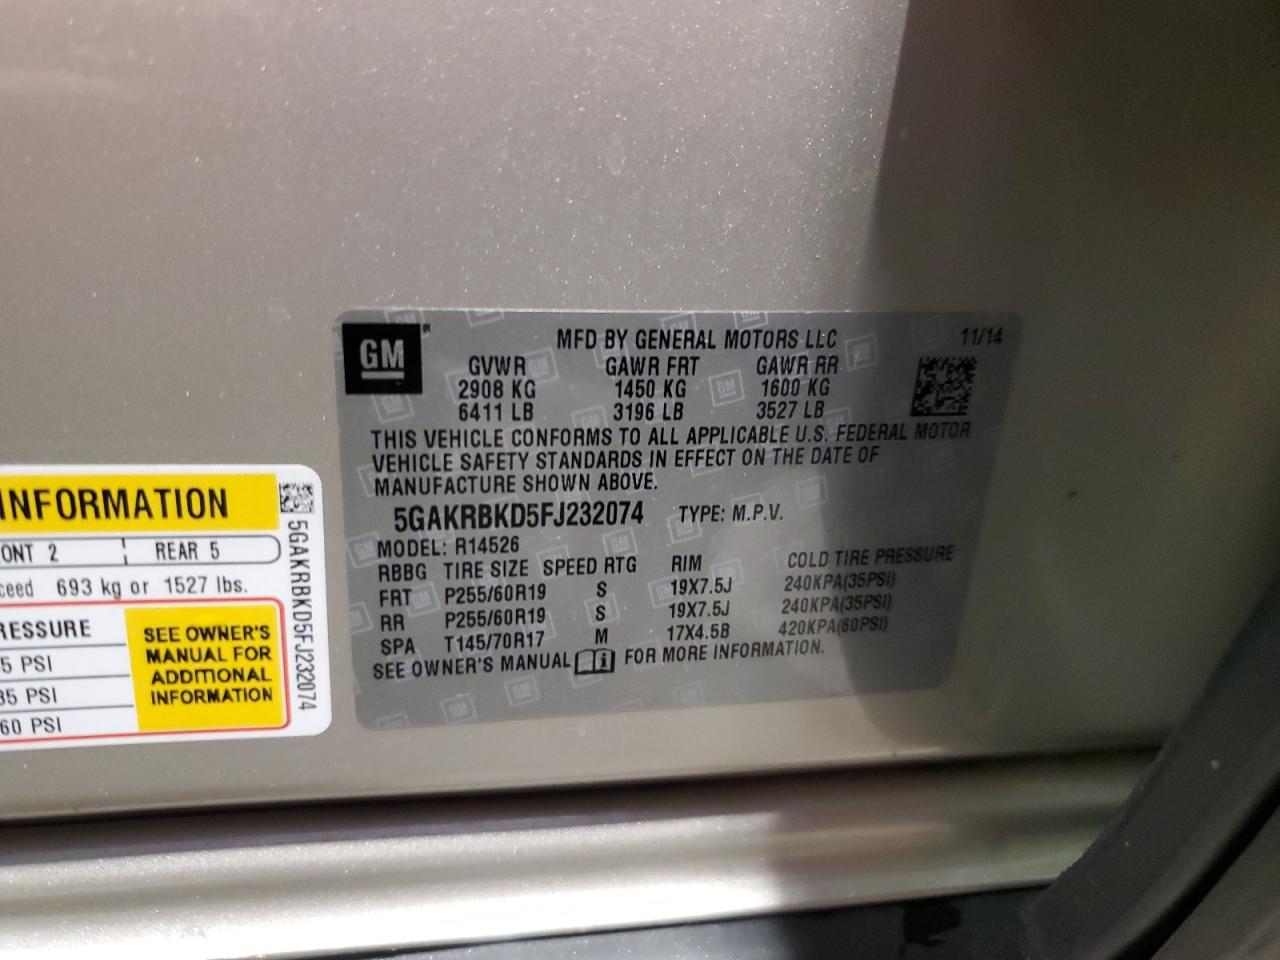 GM
MFD BY GENERAL MOTORS LLC 11/14
GVWR GAWR FRT GAWR RR
2908 KG 1450 KG 1600 KG
6411 LB 3196 LB 3527 LB
THIS VEHICLE CONFORMS TO ALL APPLICABLE U.S. FEDERAL MOTOR
VEHICLE SAFETY STANDARDS IN EFFECT ON THE DATE OF
MANUFACTURE SHOWN ABOVE.
5GAKRBKD5FJ232074 TYPE: M.P.V.
MODEL: R14526
RBBG TIRE SIZE SPEED RTG RIM COLD TIRE PRESSURE
FRT P255/60R19 S 19X7.5J 240KPA(35PSI)
RR P255/60R19 S 19X7.5J 240KPA(35PSI)
SPA T145/70R17 M 17X4.5B 420KPA(60PSI)
SEE OWNER'S MANUAL FOR MORE INFORMATION.
INFORMATION
ONT 2 REAR 5
ceed 693 kg or 1527 lbs.
RESSURE
5 PSI
35 PSI
60 PSI
SEE OWNER'S
MANUAL FOR
ADDITIONAL
INFORMATION
5GAKRBKD5FJ232074